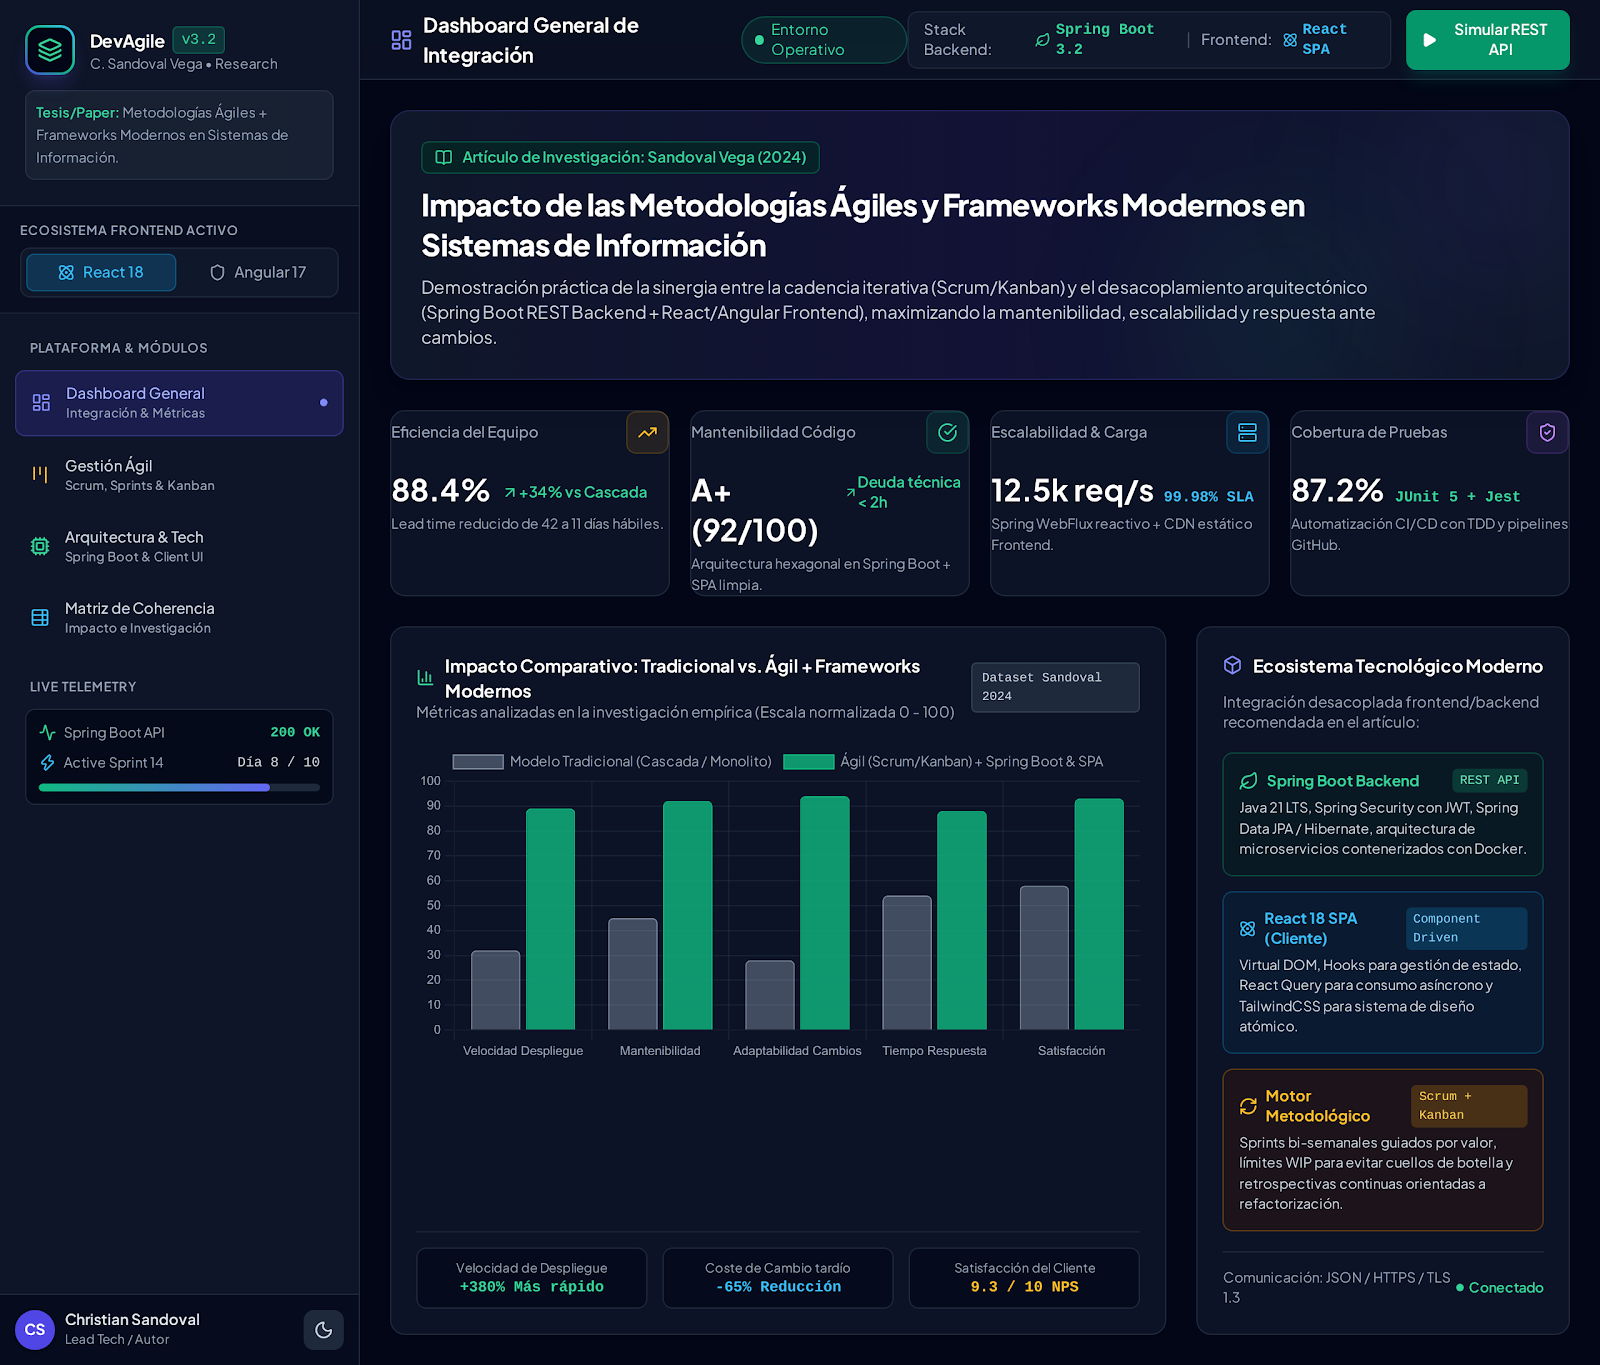 DevAgile v3.2
C. Sandoval Vega • Research
Tesis/Paper: Metodologías Ágiles +
Frameworks Modernos en Sistemas de
Información.
ECOSISTEMA FRONTEND ACTIVO
React 18
Angular 17
PLATAFORMA & MÓDULOS
Dashboard General
Integración & Métricas
Gestión Ágil
Scrum, Sprints & Kanban
Arquitectura & Tech
Spring Boot & Client UI
Matriz de Coherencia
Impacto e Investigación
LIVE TELEMETRY
Spring Boot API 200 OK
Active Sprint 14 Día 8 / 10
CS
Christian Sandoval
Lead Tech / Autor
Dashboard General de
Integración
Entorno
Operativo
Stack
Backend:
Spring Boot
3.2
| Frontend:
React
SPA
Simular REST
API
Artículo de Investigación: Sandoval Vega (2024)
Impacto de las Metodologías Ágiles y Frameworks Modernos en
Sistemas de Información
Demostración práctica de la sinergia entre la cadencia iterativa (Scrum/Kanban) y el desacoplamiento arquitectónico
(Spring Boot REST Backend + React/Angular Frontend), maximizando la mantenibilidad, escalabilidad y respuesta ante
cambios.
Eficiencia del Equipo
88.4% +34% vs Cascada
Lead time reducido de 42 a 11 días hábiles.
Mantenibilidad Código
A+
(92/100)
Deuda técnica
< 2h
Arquitectura hexagonal en Spring Boot +
SPA limpia.
Escalabilidad & Carga
12.5k req/s 99.98% SLA
Spring WebFlux reactivo + CDN estático
Frontend.
Cobertura de Pruebas
87.2% JUnit 5 + Jest
Automatización CI/CD con TDD y pipelines
GitHub.
Impacto Comparativo: Tradicional vs. Ágil + Frameworks
Modernos
Métricas analizadas en la investigación empírica (Escala normalizada 0 - 100)
Dataset Sandoval
2024
Modelo Tradicional (Cascada / Monolito)
Ágil (Scrum/Kanban) + Spring Boot & SPA
100
90
80
70
60
50
40
30
20
10
0
Velocidad Despliegue
Mantenibilidad
Adaptabilidad Cambios
Tiempo Respuesta
Satisfacción
Velocidad de Despliegue
+380% Más rápido
Coste de Cambio tardío
-65% Reducción
Satisfacción del Cliente
9.3 / 10 NPS
Ecosistema Tecnológico Moderno
Integración desacoplada frontend/backend
recomendada en el artículo:
Spring Boot Backend REST API
Java 21 LTS, Spring Security con JWT, Spring
Data JPA / Hibernate, arquitectura de
microservicios contenerizados con Docker.
React 18 SPA
(Cliente)
Component
Driven
Virtual DOM, Hooks para gestión de estado,
React Query para consumo asíncrono y
TailwindCSS para sistema de diseño
atómico.
Motor
Metodológico
Scrum +
Kanban
Sprints bi-semanales guiados por valor,
límites WIP para evitar cuellos de botella y
retrospectivas continuas orientadas a
refactorización.
Comunicación: JSON / HTTPS / TLS
1.3
Conectado